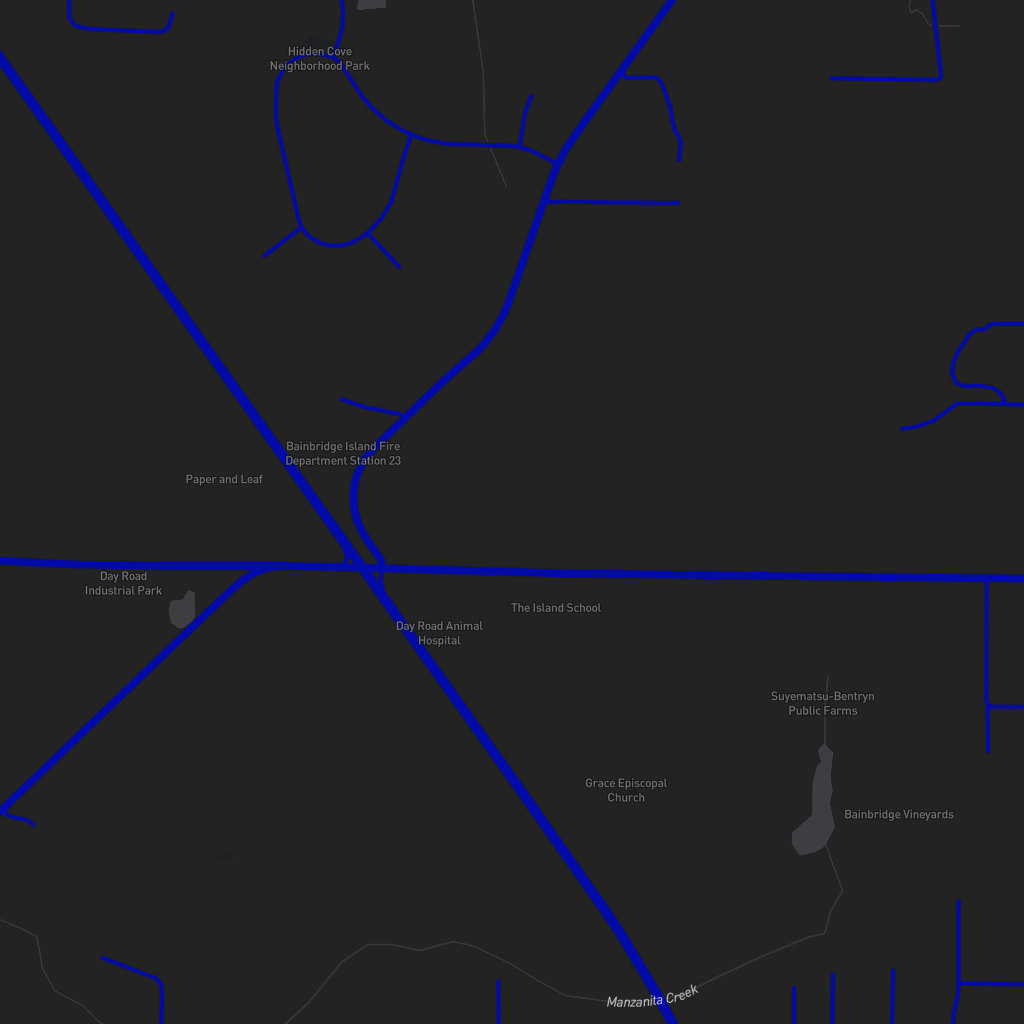 Hidden Cove
Neighborhood Park
Bainbridge Island Fire
Department Station 23
Paper and Leaf
Day Road
Industrial Park
The Island School
Day Road Animal
Hospital
Suyematsu-Bentryn
Public Farms
Grace Episcopal
Church
Bainbridge Vineyards
Manzanita Creek